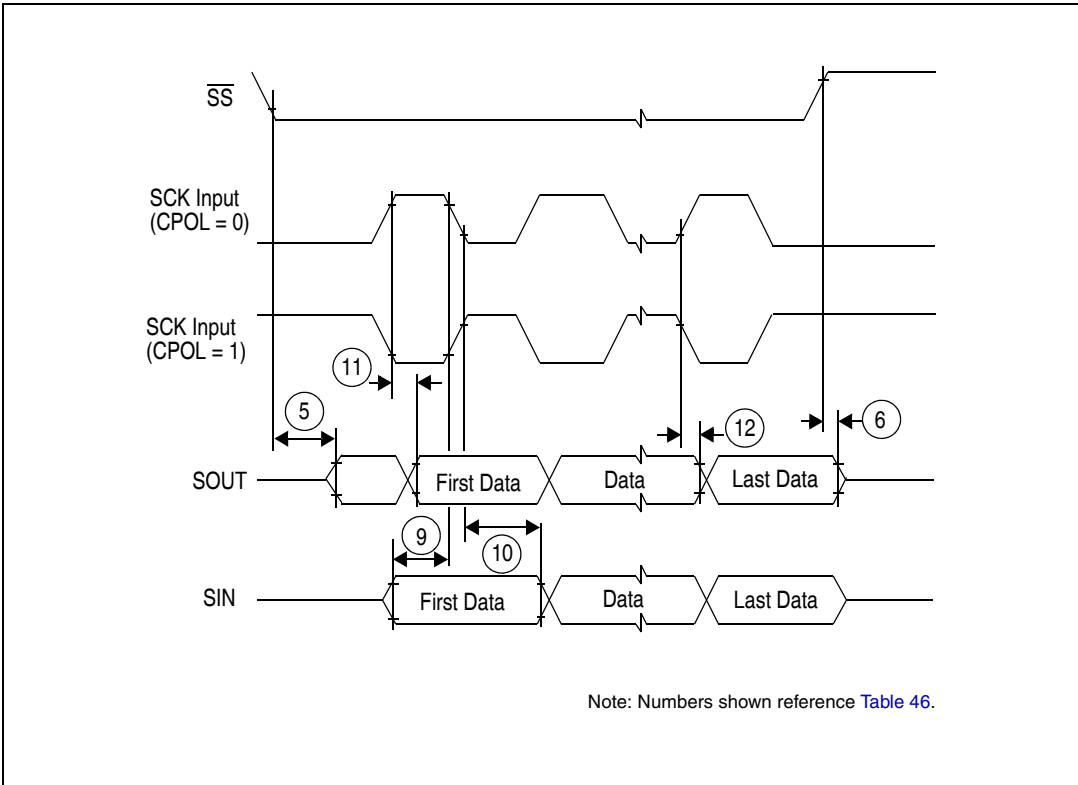 SS
SCK Input
(CPOL = 0)
SCK Input
(CPOL = 1)
11
5
12
6
SOUT
First Data
Data
Last Data
9
10
SIN
First Data
Data
Last Data
Note: Numbers shown reference Table 46.